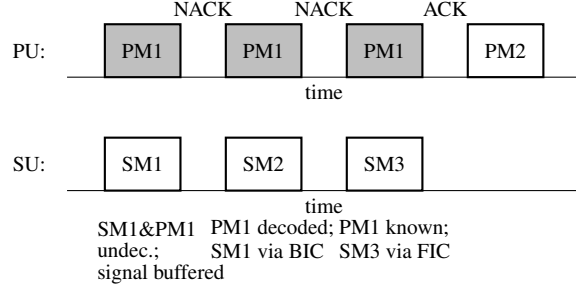 NACK NACK ACK
PU: PM1 PM1 PM1 PM2
time
SU: SM1 SM2 SM3
time
SM1&PM1 PM1 decoded; PM1 known;
undec.; SM1 via BIC SM3 via FIC
signal buffered